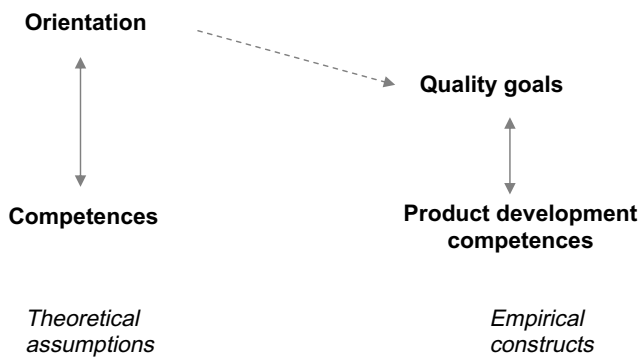 Orientation
Quality goals
Competences
Product development
competences
Theoretical
assumptions
Empirical
constructs